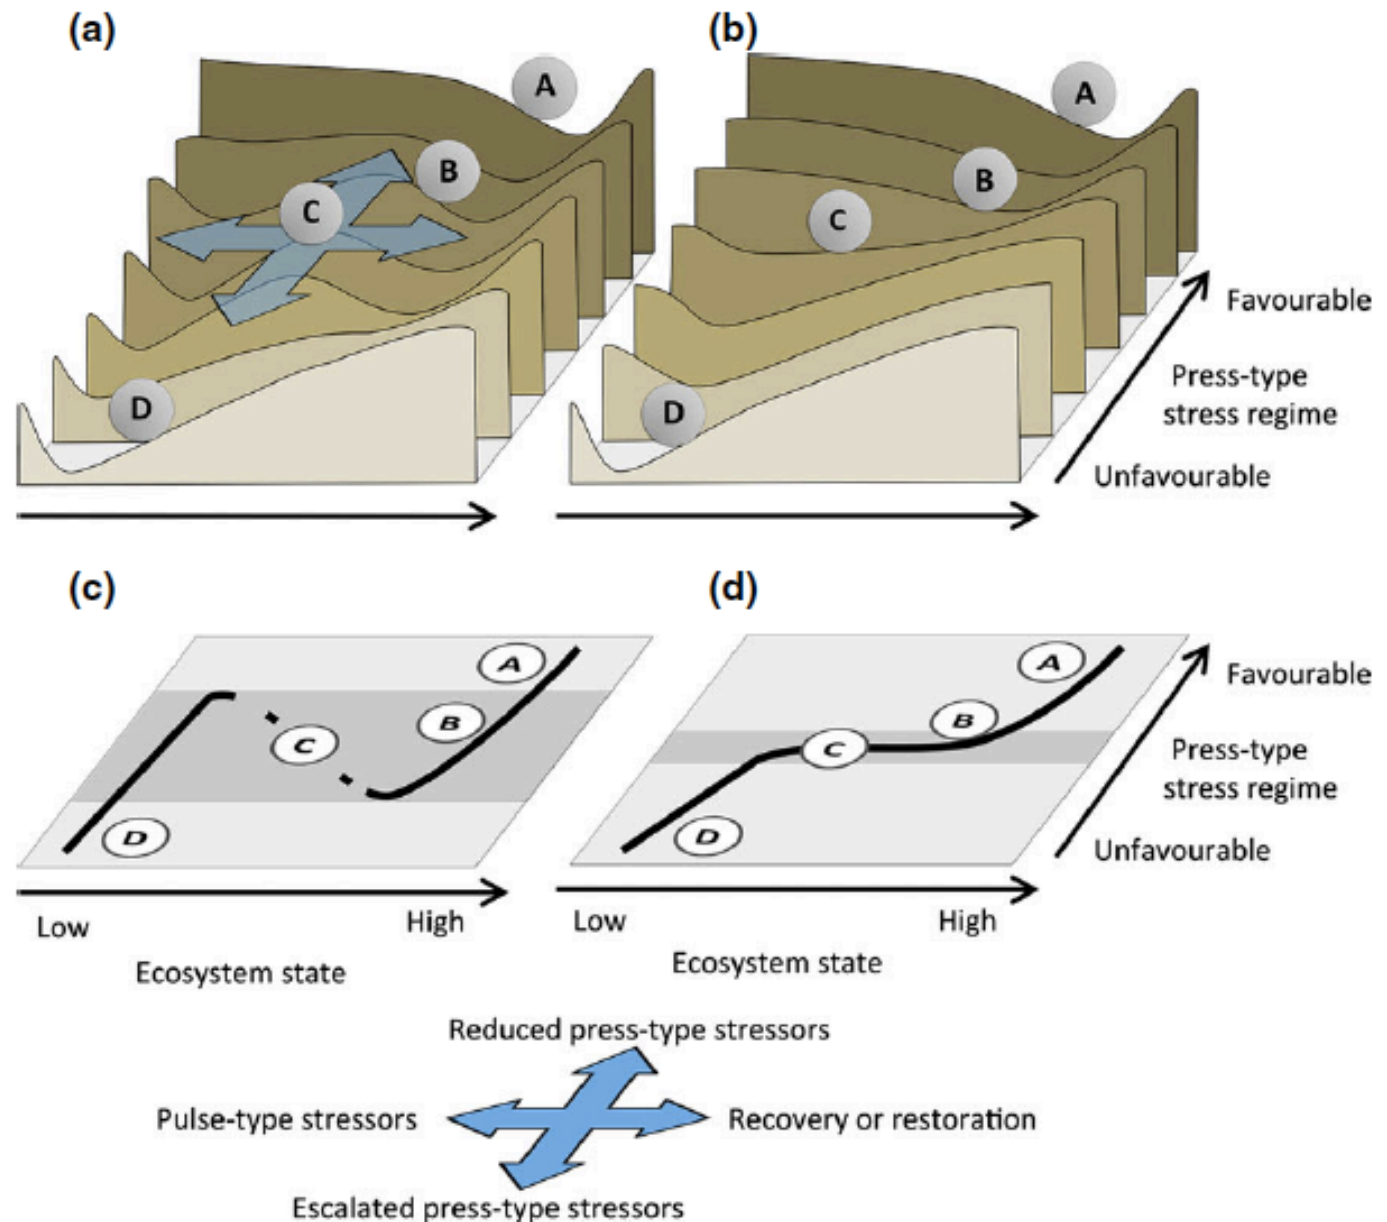 (a)
(b)
A
B
C
D
A
B
C
D
Favourable
Press-type
stress regime
Unfavourable
(c)
(d)
A
B
C
D
A
B
C
D
Favourable
Press-type
stress regime
Unfavourable
Low
High
Ecosystem state
Low
High
Ecosystem state
Reduced press-type stressors
Pulse-type stressors
Recovery or restoration
Escalated press-type stressors